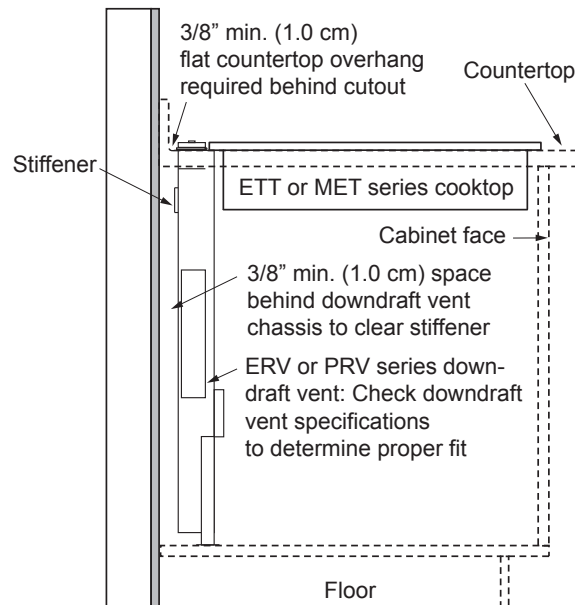 3/8” min. (1.0 cm)
flat countertop overhang
required behind cutout
Countertop
Stiffener
ETT or MET series cooktop
Cabinet face
3/8” min. (1.0 cm) space
behind downdraft vent
chassis to clear stiffener
ERV or PRV series down-
draft vent: Check downdraft
vent specifications
to determine proper fit
Floor